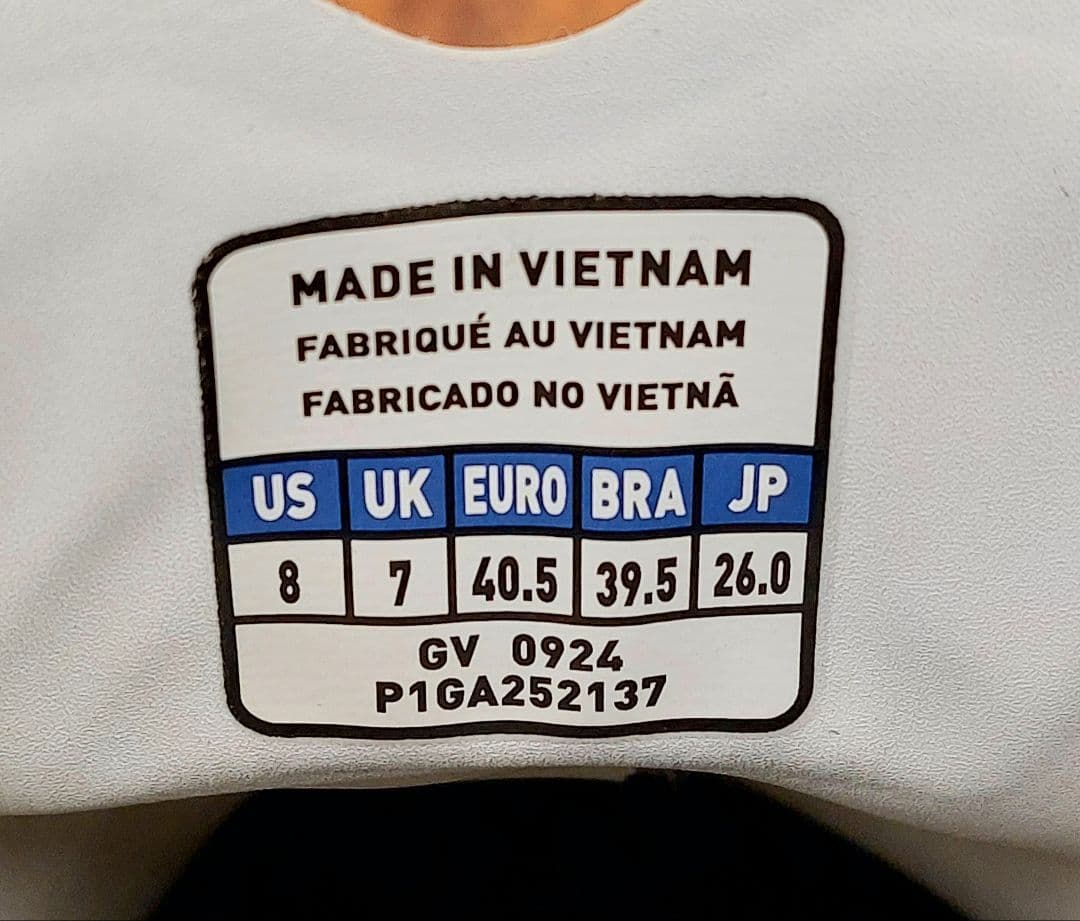 MADE IN VIETNAM
FABRIQUÉ AU VIETNAM
FABRICADO NO VIETNÃ
US UK EURO BRA JP
8 7 40.5 39.5 26.0
GV 0924
P1GA252137